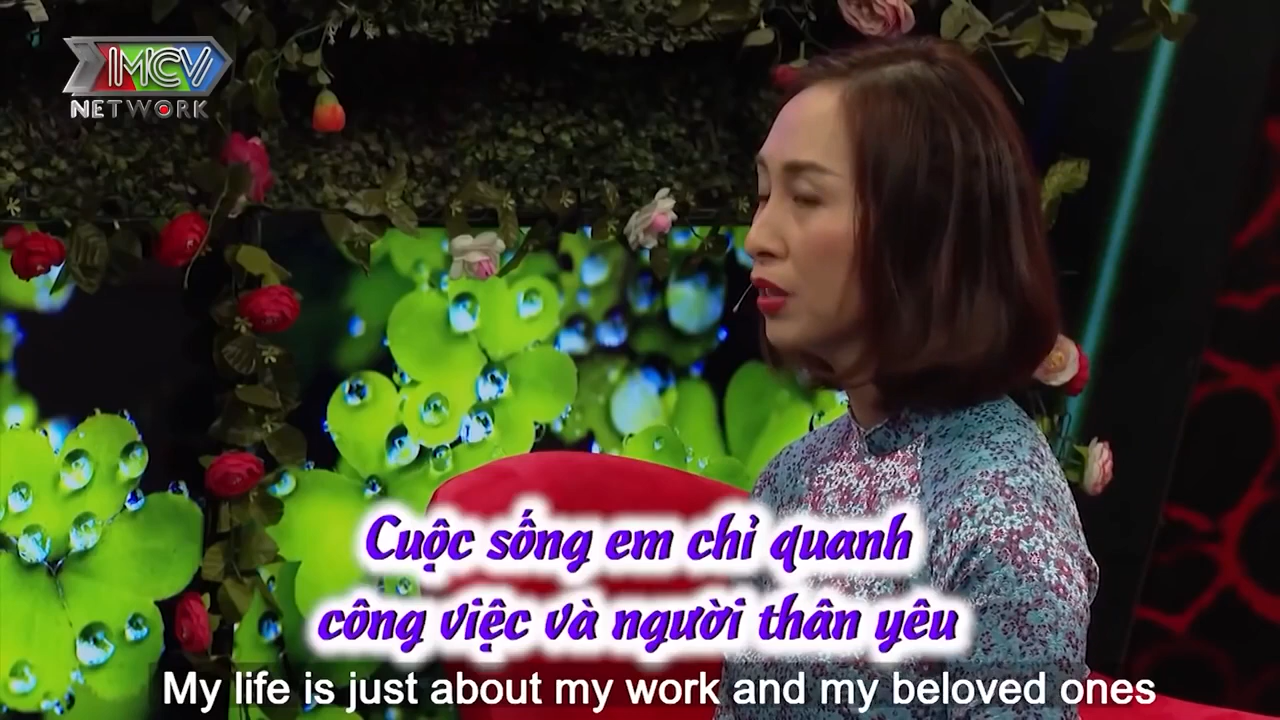 MCV
NETWORK
Cuộc sống em chỉ quanh
công việc và người thân yêu
My life is just about my work and my beloved ones